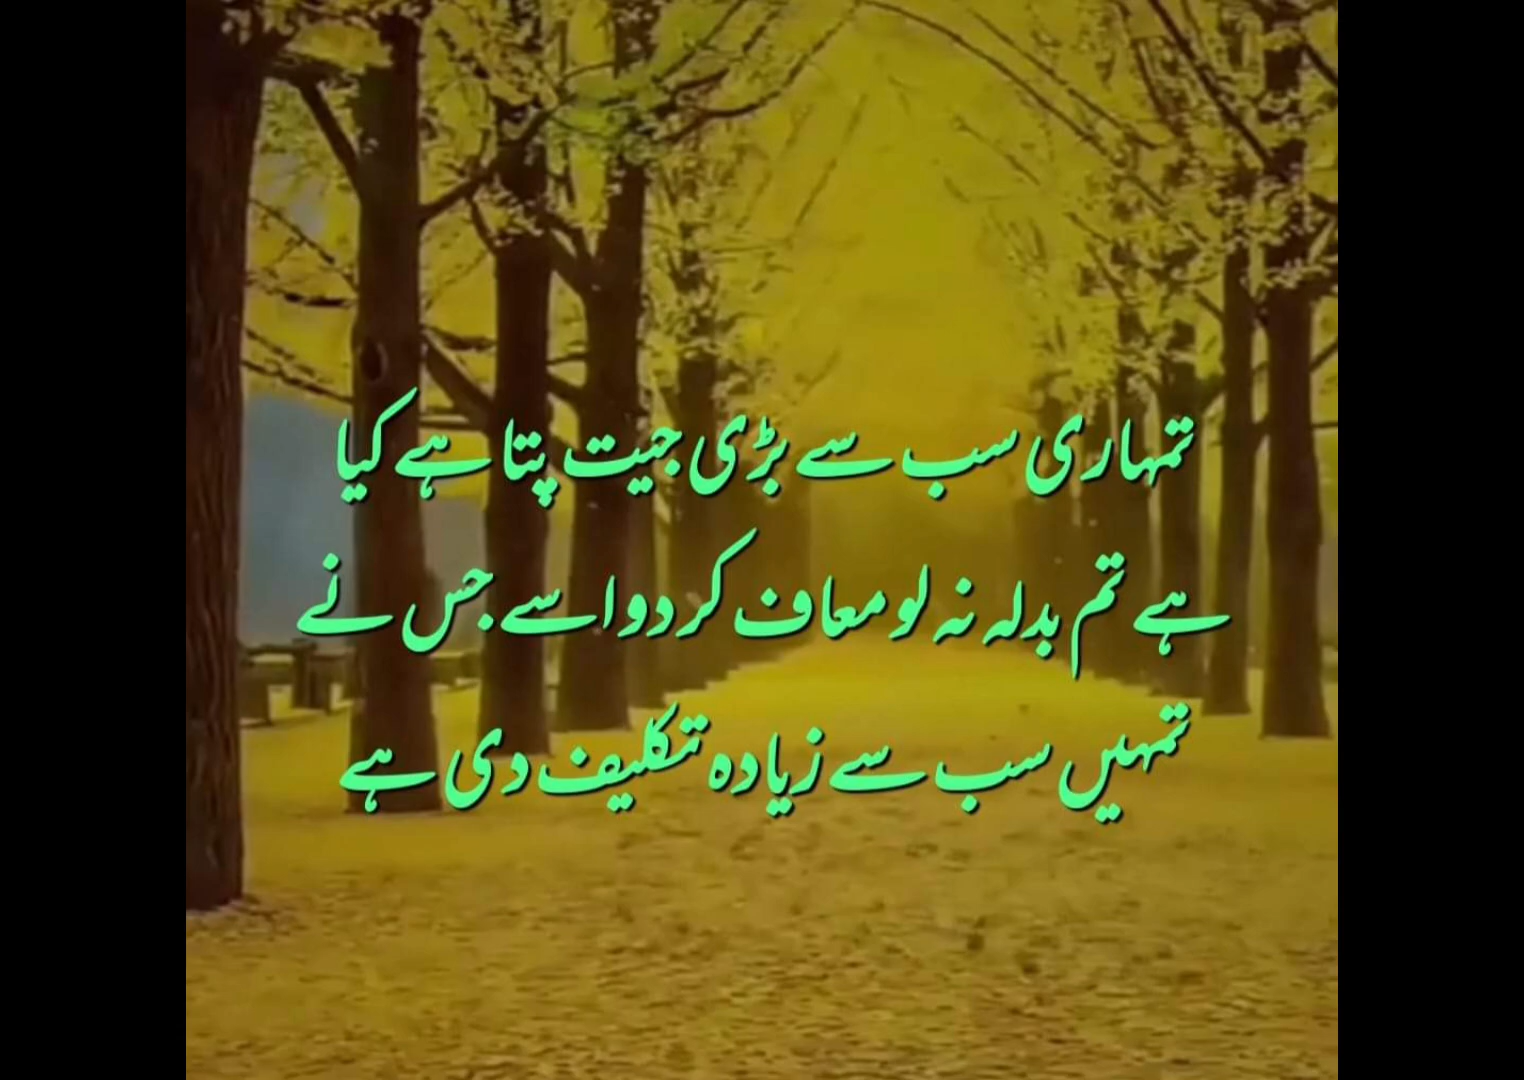 تمہاری سب سے بڑی جیت پتا ہے کیا
ہے تم بدلہ نہ لو معاف کر دو اسے جس نے
تمہیں سب سے زیادہ تکلیف دی ہے